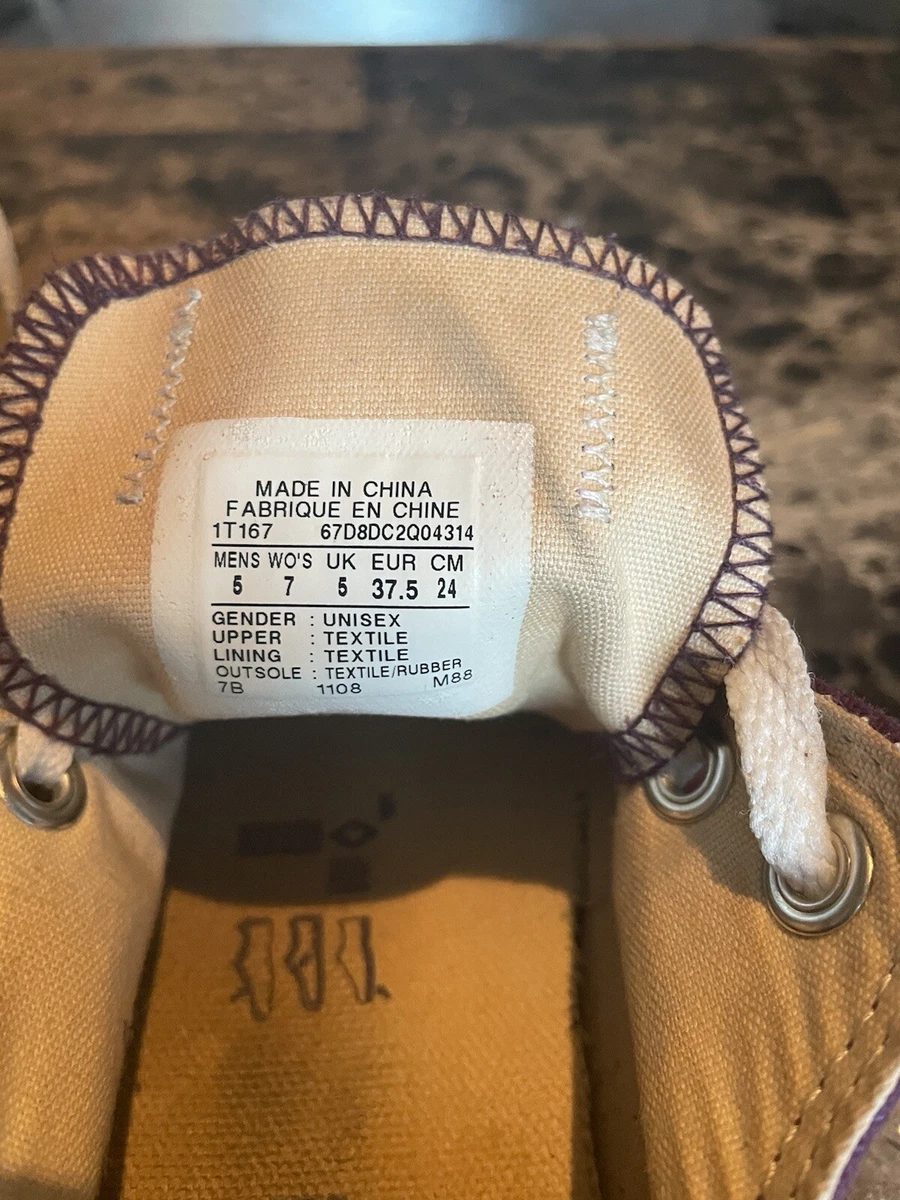 MADE IN CHINA
FABRIQUE EN CHINE
1T167 67D8DC2Q04314
MENS WO'S UK EUR CM
5 7 5 37.5 24
GENDER : UNISEX
UPPER : TEXTILE
LINING : TEXTILE
OUTSOLE : TEXTILE/RUBBER
7B 1108 M88